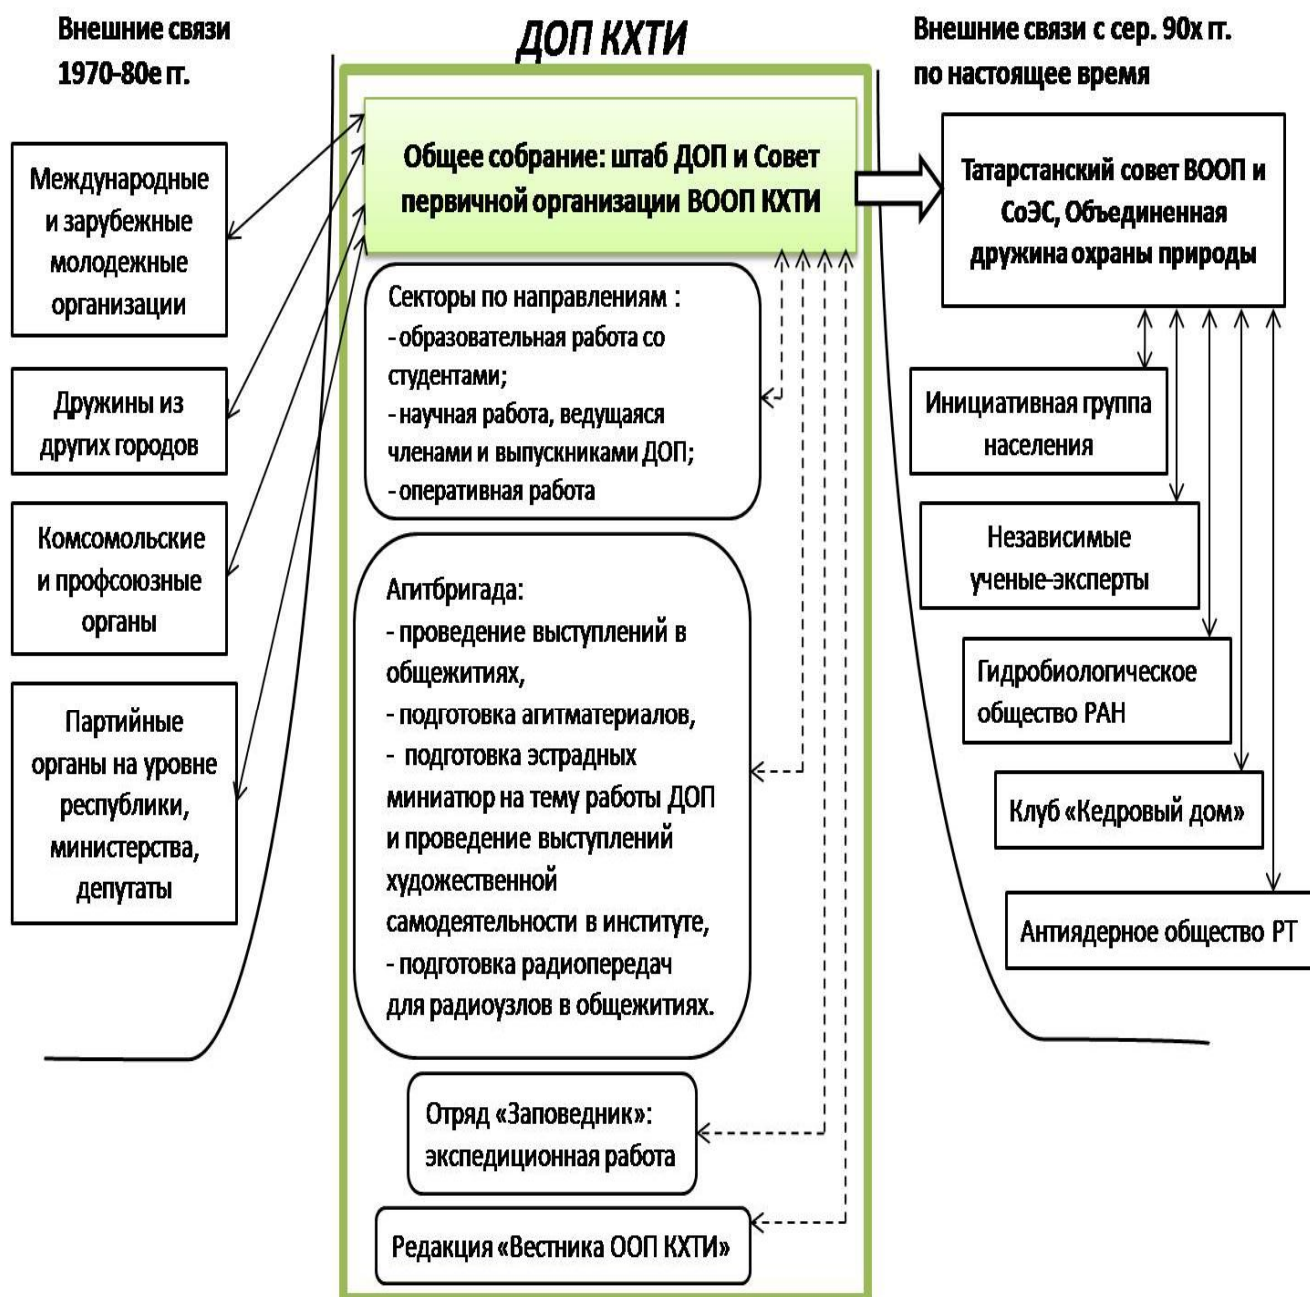 Внешние связи
1970-80е гг.
Международные
и зарубежные
молодежные
организации
Дружины из
других городов
Комсомольские
и профсоюзные
органы
Партийные
органы на уровне
республики,
министерства,
депутаты
ДОП КХТИ
Общее собрание: штаб ДОП и Совет
первичной организации ВООП КХТИ
Секторы по направлениям :
- образовательная работа со
студентами;
- научная работа, ведущаяся
членами и выпускниками ДОП;
- оперативная работа
Агитбригада:
- проведение выступлений в
общежитиях,
- подготовка агитматериалов,
- подготовка эстрадных
миниатюр на тему работы ДОП
и проведение выступлений
художественной
самодеятельности в институте,
- подготовка радиопередач
для радиоузлов в общежитиях.
Отряд «Заповедник»:
экспедиционная работа
Редакция «Вестника ООП КХТИ»
Внешние связи с сер. 90х гг.
по настоящее время
Татарстанский совет ВООП и
СоЭС, Объединенная
дружина охраны природы
Инициативная группа
населения
Независимые
ученые-эксперты
Гидробиологическое
общество РАН
Клуб «Кедровый дом»
Антиядерное общество РТ